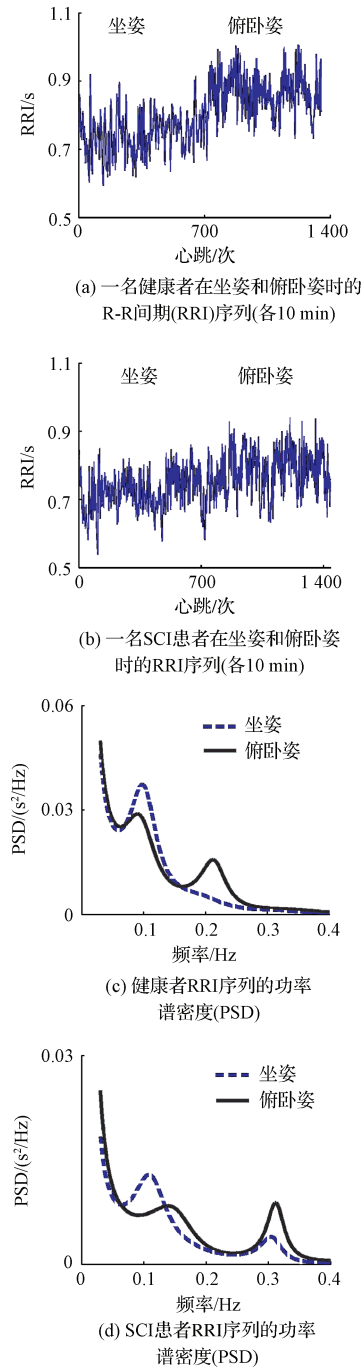 1.1
坐姿
俯卧姿
0.9
RRI/s
0.7
0.5
0
700
1 400
心跳/次
(a) 一名健康者在坐姿和俯卧姿时的
R-R间期(RRI)序列(各10 min)
1.1
坐姿
俯卧姿
0.9
RRI/s
0.7
0.5
0
700
1 400
心跳/次
(b) 一名SCI患者在坐姿和俯卧姿
时的RRI序列(各10 min)
0.06
坐姿
俯卧姿
PSD/(s²/Hz)
0.03
0
0.1
0.2
0.3
0.4
频率/Hz
(c) 健康者RRI序列的功率
谱密度(PSD)
0.03
坐姿
俯卧姿
PSD/(s²/Hz)
0
0
0.1
0.2
0.3
0.4
频率/Hz
(d) SCI患者RRI序列的功率
谱密度(PSD)